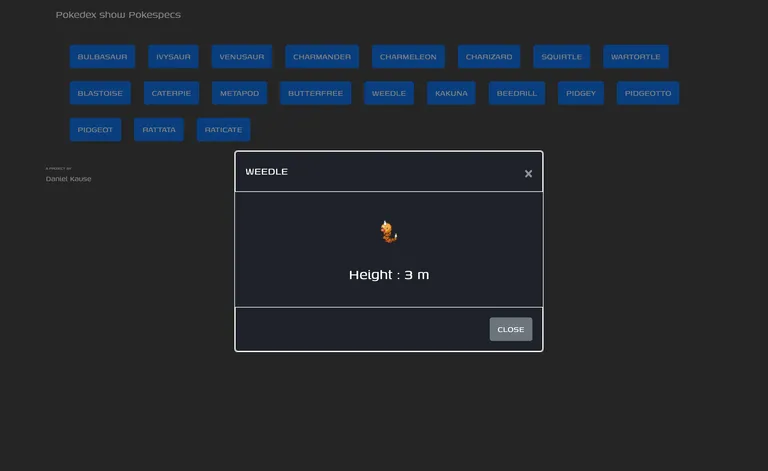 Pokedex show Pokespecs
BULBASAUR IVYSAUR VENUSAUR CHARMANDER CHARMELEON CHARIZARD SQUIRTLE WARTORTLE
BLASTOISE CATERPIE METAPOD BUTTERFREE WEEDLE KAKUNA BEEDRILL PIDGEY PIDGEOTTO
PIDGEOT RATTATA RATICATE
A PROJECT BY
Daniel Kause
WEEDLE ×
Height : 3 m
CLOSE